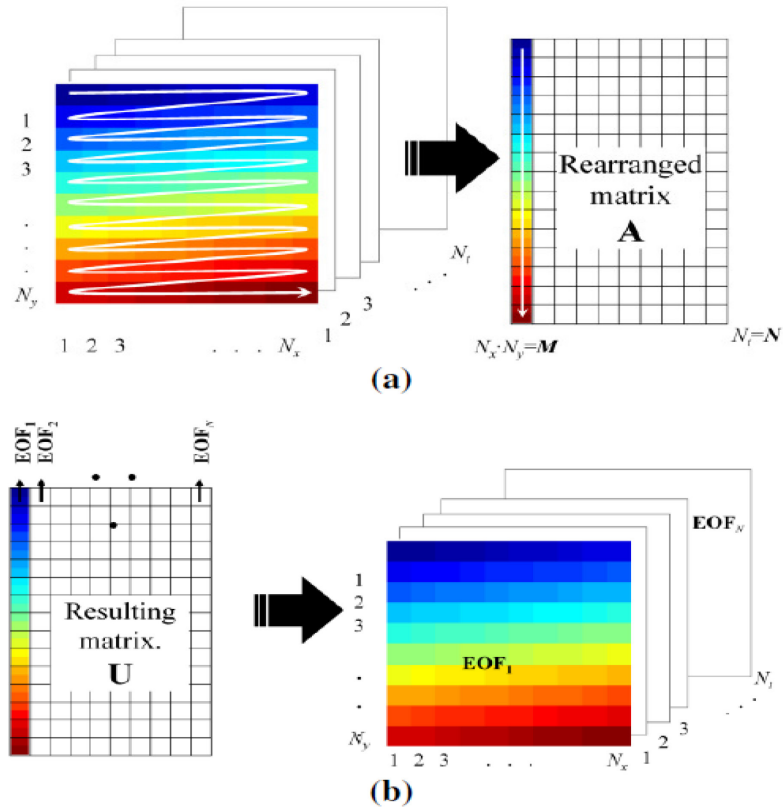 1
2
3
.
.
.
N_y
1 2 3 . . . N_x
1
2
3
. . .
N_t
Rearranged
matrix
A
N_x·N_y=M
N_t=N
(a)
EOF_1
EOF_2
EOF_N
Resulting
matrix.
U
1
2
3
.
.
N_y
1 2 3 . . . N_x
1
2
3
. . .
N_t
EOF_1
EOF_N
(b)